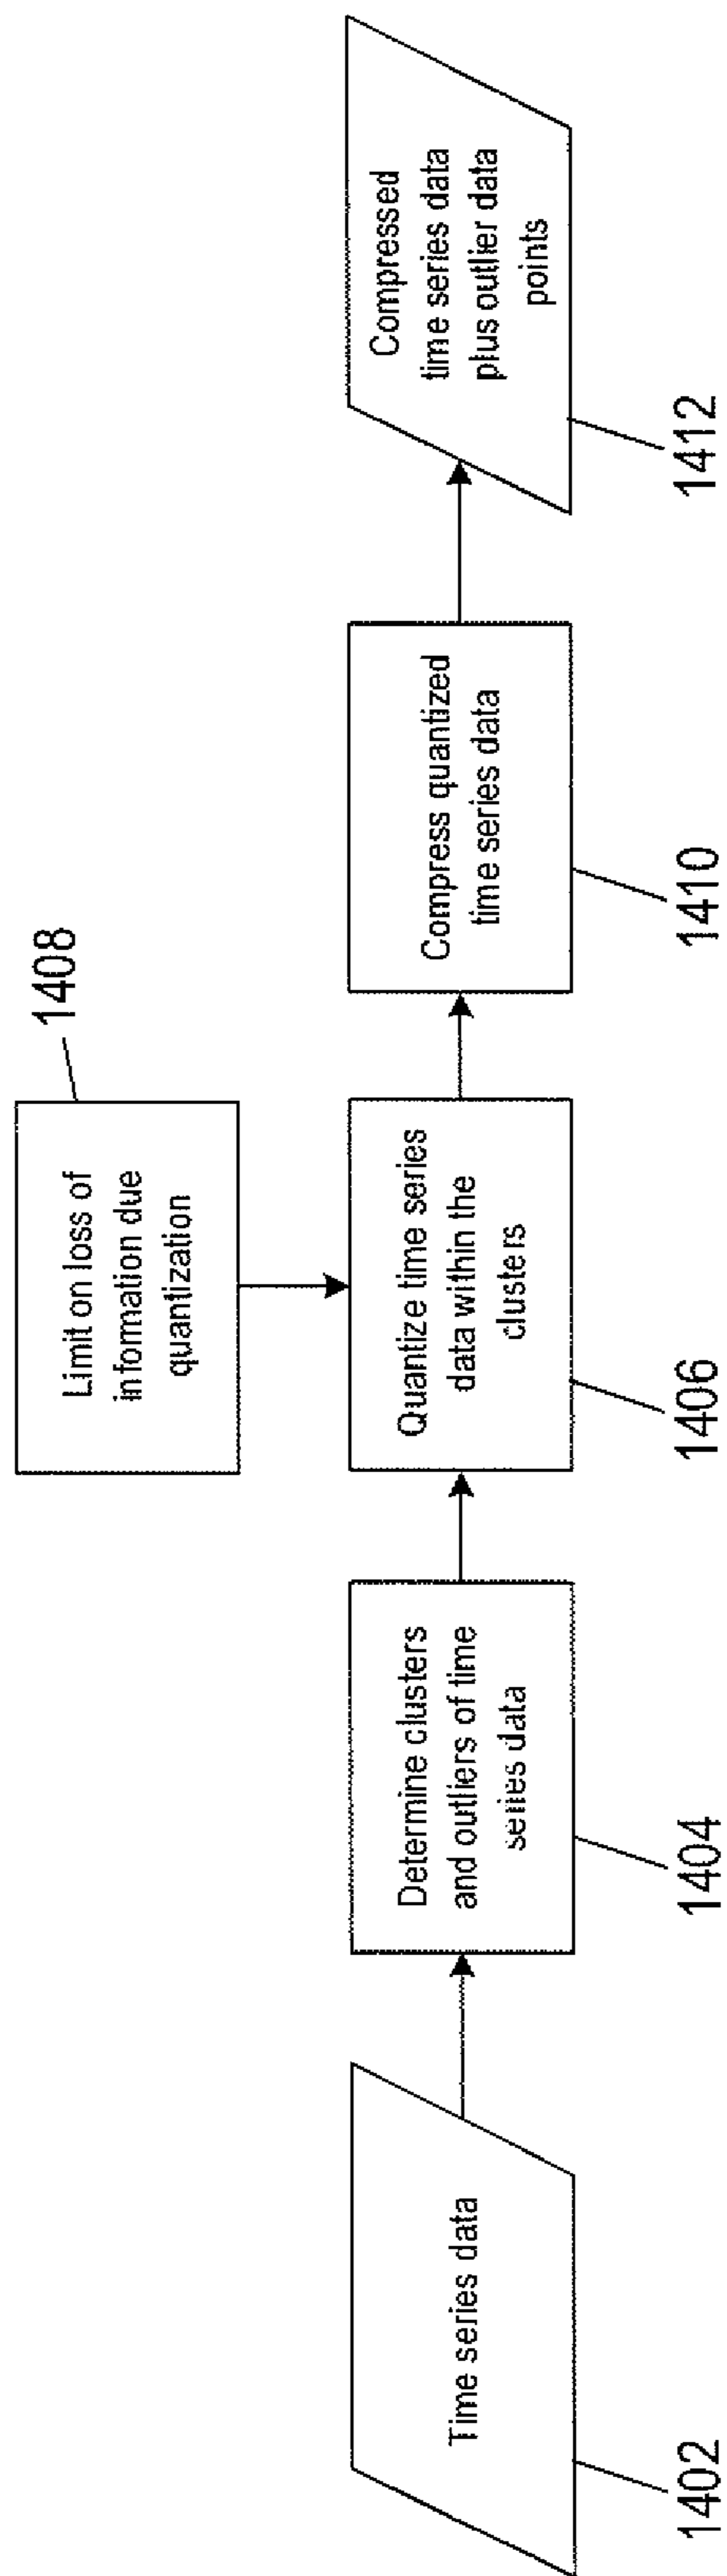 Time series data
1402
Determine clusters
and outliers of time
series data
1404
Limit on loss of
information due
quantization
1408
Quantize time series
data within the
clusters
1406
Compress quantized
time series data
1410
Compressed
time series data
plus outlier data
points
1412